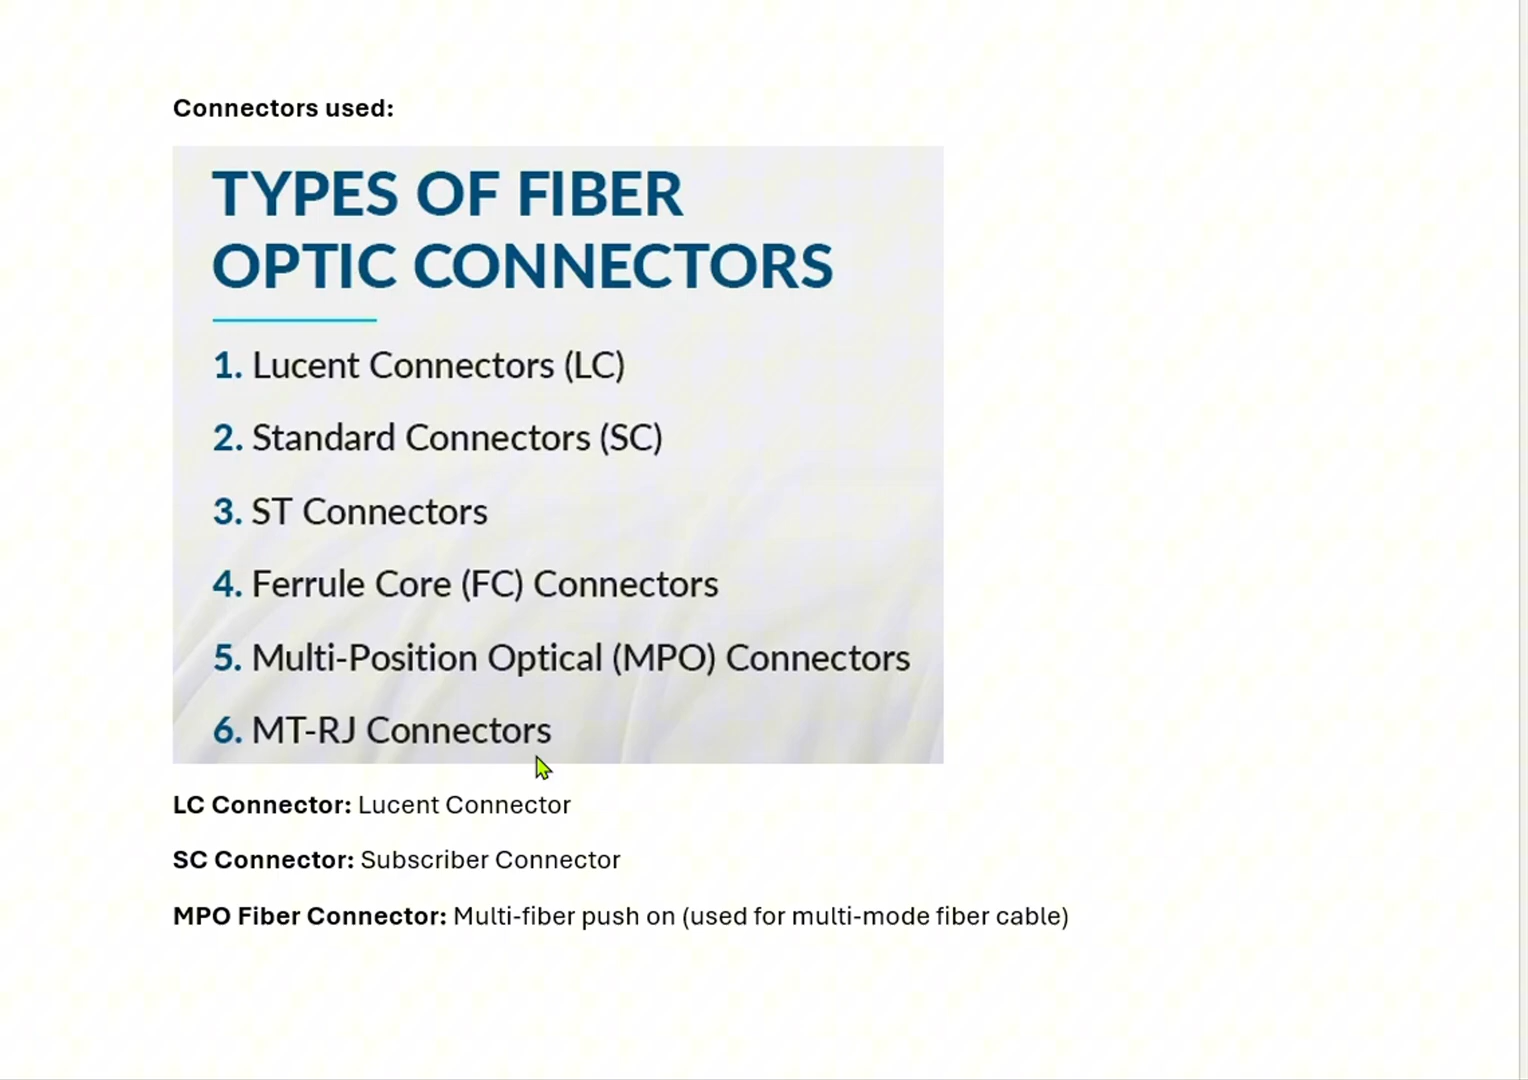 Connectors used:
TYPES OF FIBER
OPTIC CONNECTORS
1. Lucent Connectors (LC)
2. Standard Connectors (SC)
3. ST Connectors
4. Ferrule Core (FC) Connectors
5. Multi-Position Optical (MPO) Connectors
6. MT-RJ Connectors
LC Connector: Lucent Connector
SC Connector: Subscriber Connector
MPO Fiber Connector: Multi-fiber push on (used for multi-mode fiber cable)